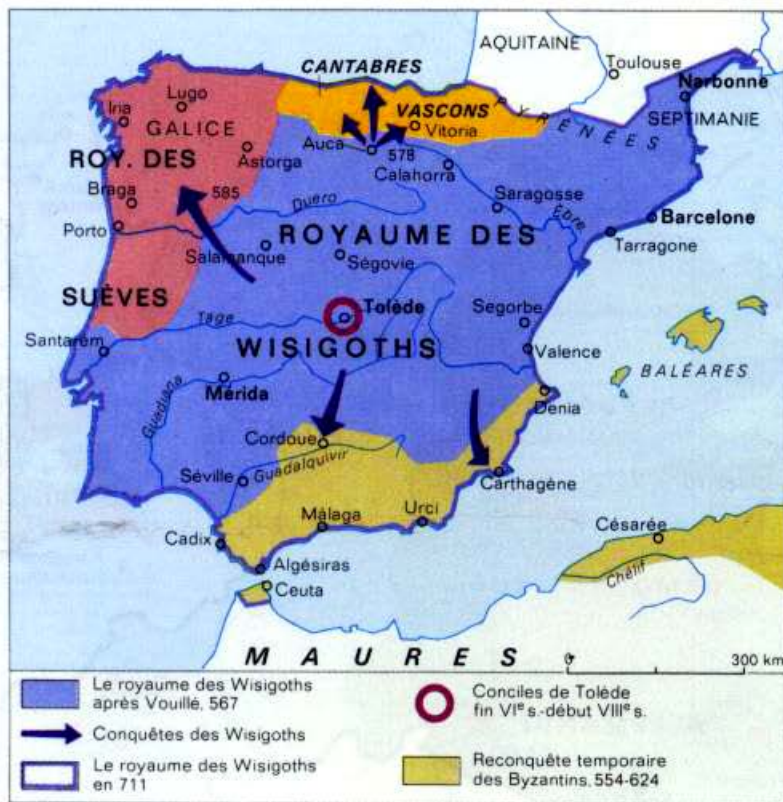 AQUITAINE
Toulouse
CANTABRES
Narbonne
Lugo
Iria
VASCONS
PYRÉNÉES
SEPTIMANIE
GALICE
Vitoria
Auca
578
ROY. DES
Astorga
Calahorra
Braga
585
Saragosse
Duero
Ebre
Barcelone
Porto
ROYAUME DES
Tarragone
Salamanque
Ségovie
SUÈVES
Tolède
Segorbe
Tage
Santarém
WISIGOTHS
Valence
BALÉARES
Mérida
Guadiana
Denia
Cordoue
Guadalquivir
Séville
Carthagène
Urci
Málaga
Césarée
Cadix
Algésiras
Chélif
Ceuta
MAURES
0
300 km
Le royaume des Wisigoths
après Vouillé, 567
Conquêtes des Wisigoths
Le royaume des Wisigoths
en 711
Conciles de Tolède
fin VIe s.-début VIIIe s.
Reconquête temporaire
des Byzantins, 554-624